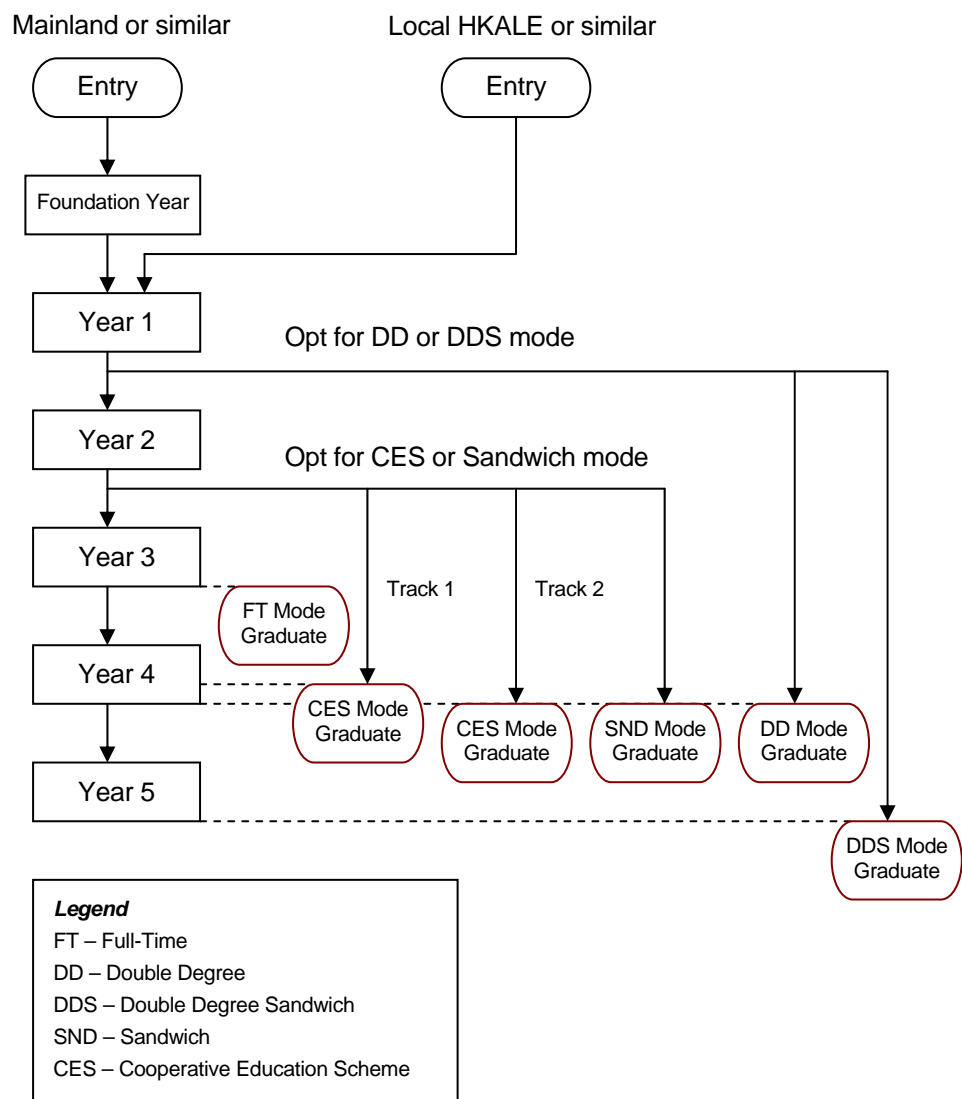 Mainland or similar
Local HKALE or similar
Entry
Entry
Foundation Year
Year 1
Opt for DD or DDS mode
Year 2
Opt for CES or Sandwich mode
Year 3
Track 1
Track 2
FT Mode
Graduate
Year 4
CES Mode
Graduate
CES Mode
Graduate
SND Mode
Graduate
DD Mode
Graduate
Year 5
DDS Mode
Graduate
Legend
FT – Full-Time
DD – Double Degree
DDS – Double Degree Sandwich
SND – Sandwich
CES – Cooperative Education Scheme